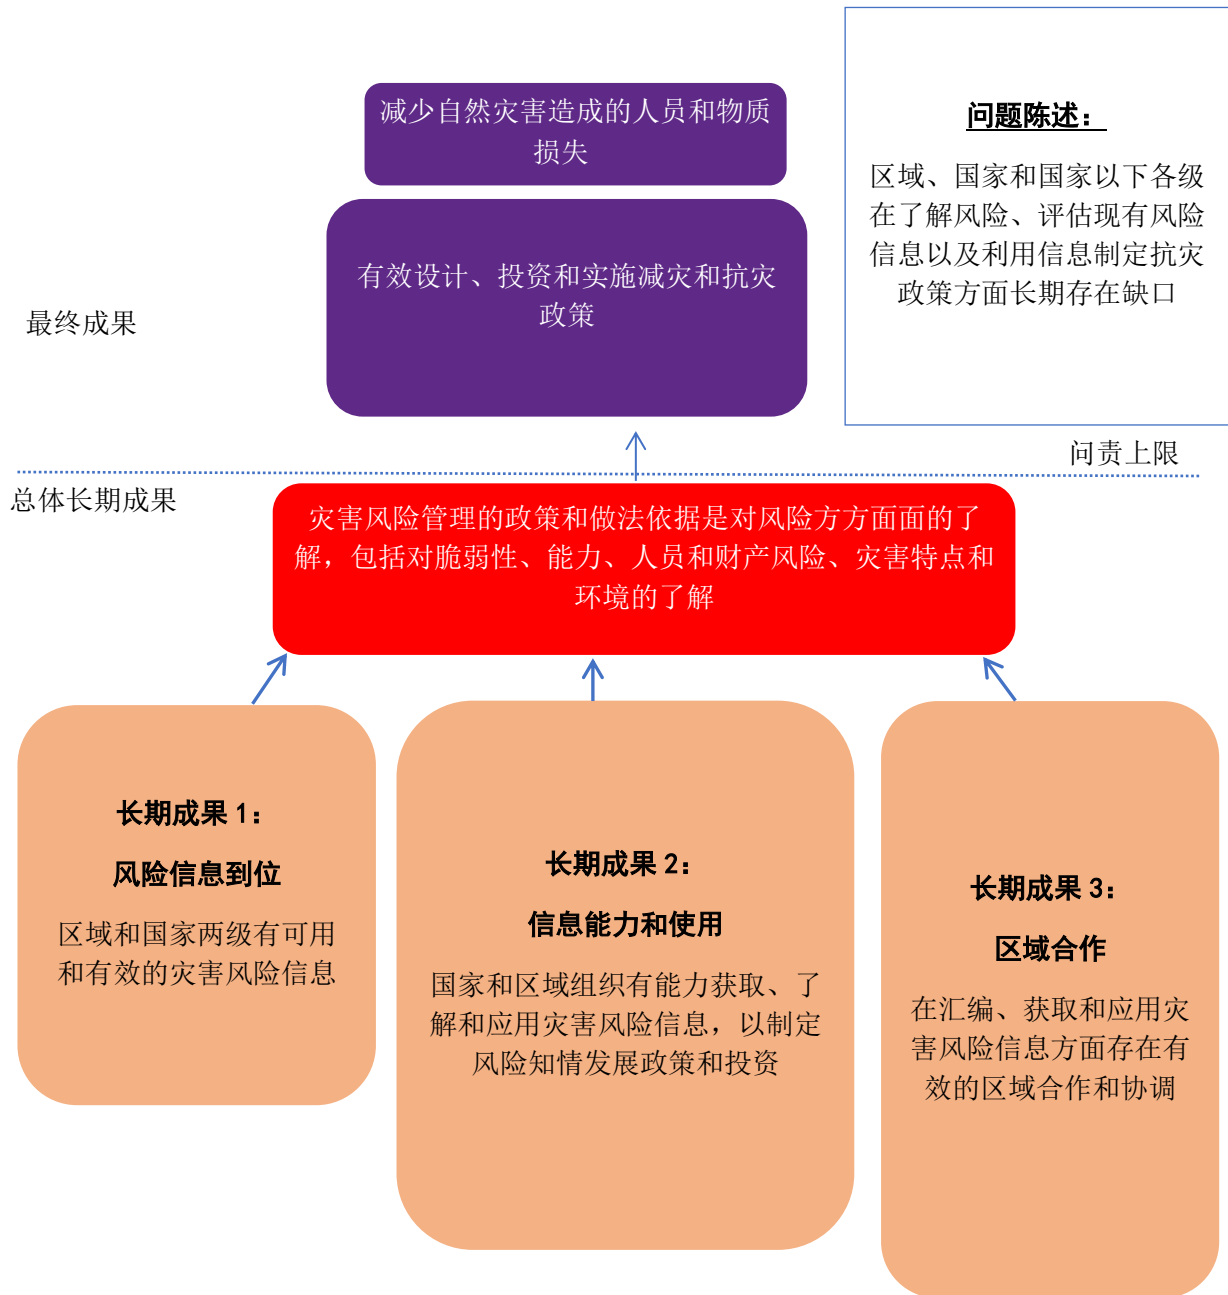 减少自然灾害造成的人员和物质
损失
有效设计、投资和实施减灾和抗灾
政策
最终成果
问题陈述：
区域、国家和国家以下各级
在了解风险、评估现有风险
信息以及利用信息制定抗灾
政策方面长期存在缺口
问责上限
总体长期成果
灾害风险管理的政策和做法依据是对风险方方面面的了
解，包括对脆弱性、能力、人员和财产风险、灾害特点和
环境的了解
长期成果 1：
风险信息到位
区域和国家两级有可用
和有效的灾害风险信息
长期成果 2：
信息能力和使用
国家和区域组织有能力获取、了
解和应用灾害风险信息，以制定
风险知情发展政策和投资
长期成果 3：
区域合作
在汇编、获取和应用灾
害风险信息方面存在有
效的区域合作和协调